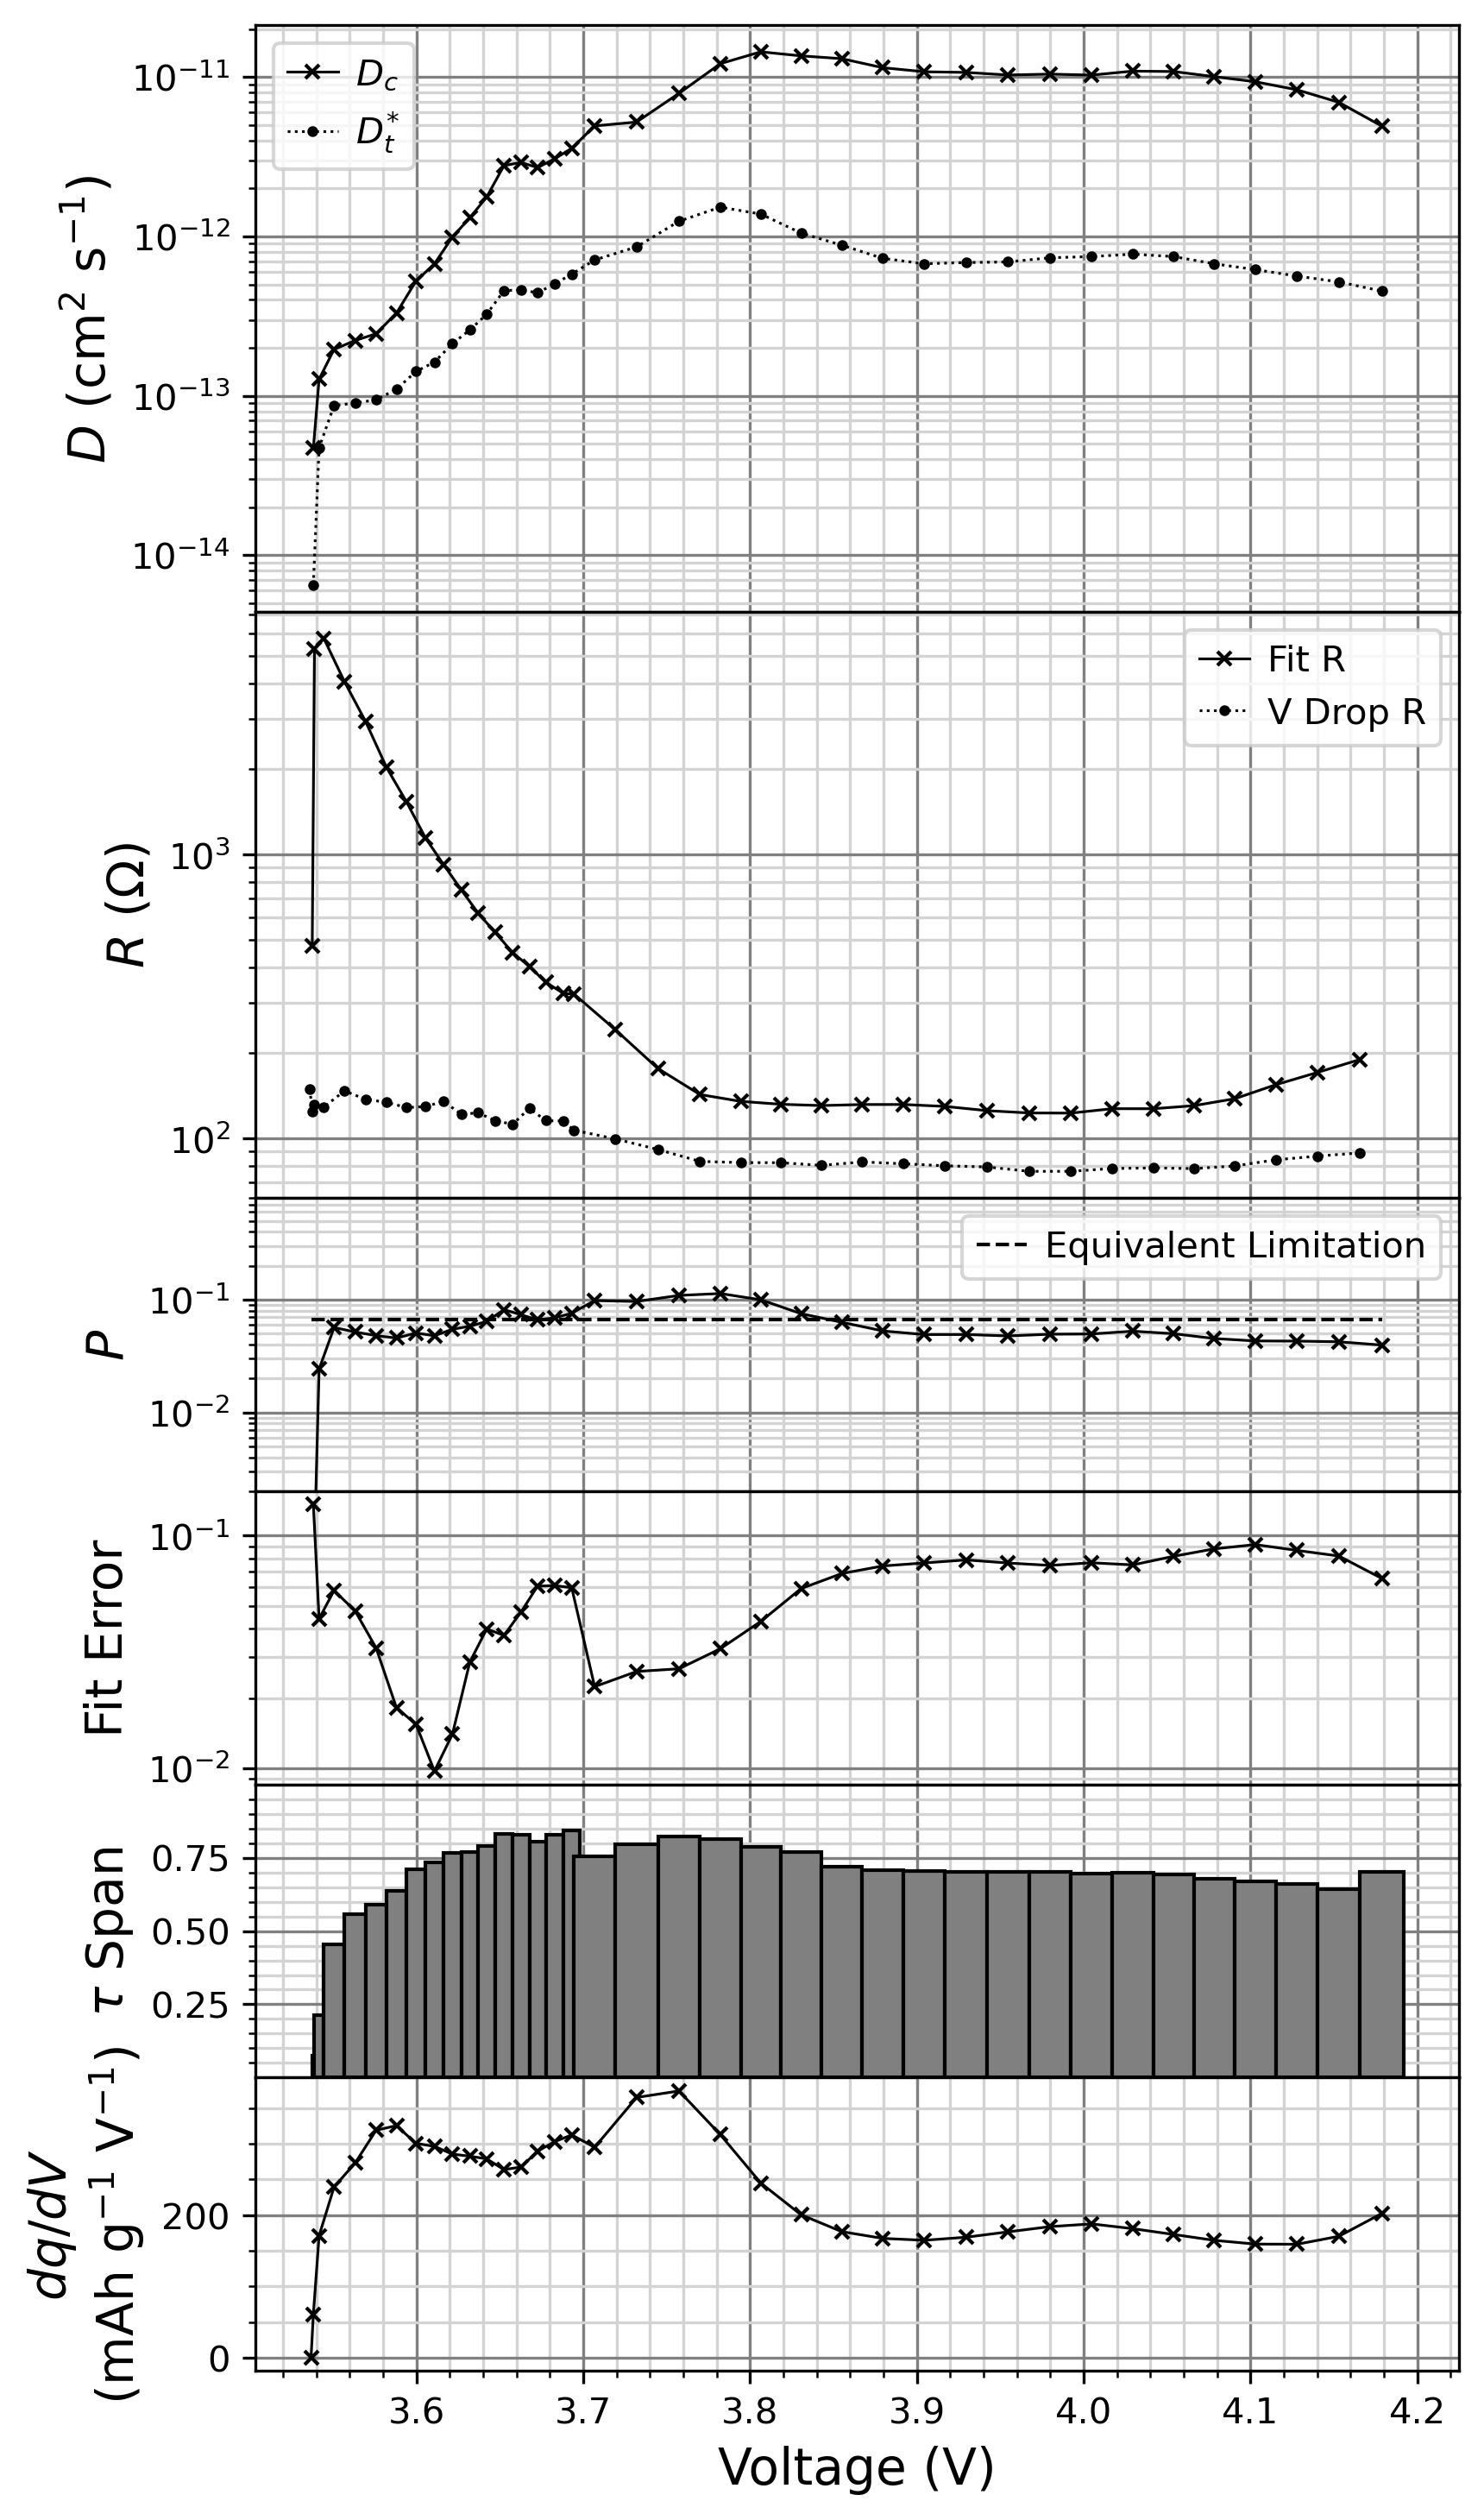 D_c
D_t^*
10^{-11}
10^{-12}
10^{-13}
10^{-14}
D (cm^2 s^{-1})
Fit R
V Drop R
10^3
10^2
R (Ω)
Equivalent Limitation
10^{-1}
10^{-2}
P
10^{-1}
10^{-2}
Fit Error
0.75
0.50
0.25
τ Span
200
0
dq/dV
(mAh g^{-1} V^{-1})
3.6 3.7 3.8 3.9 4.0 4.1 4.2
Voltage (V)